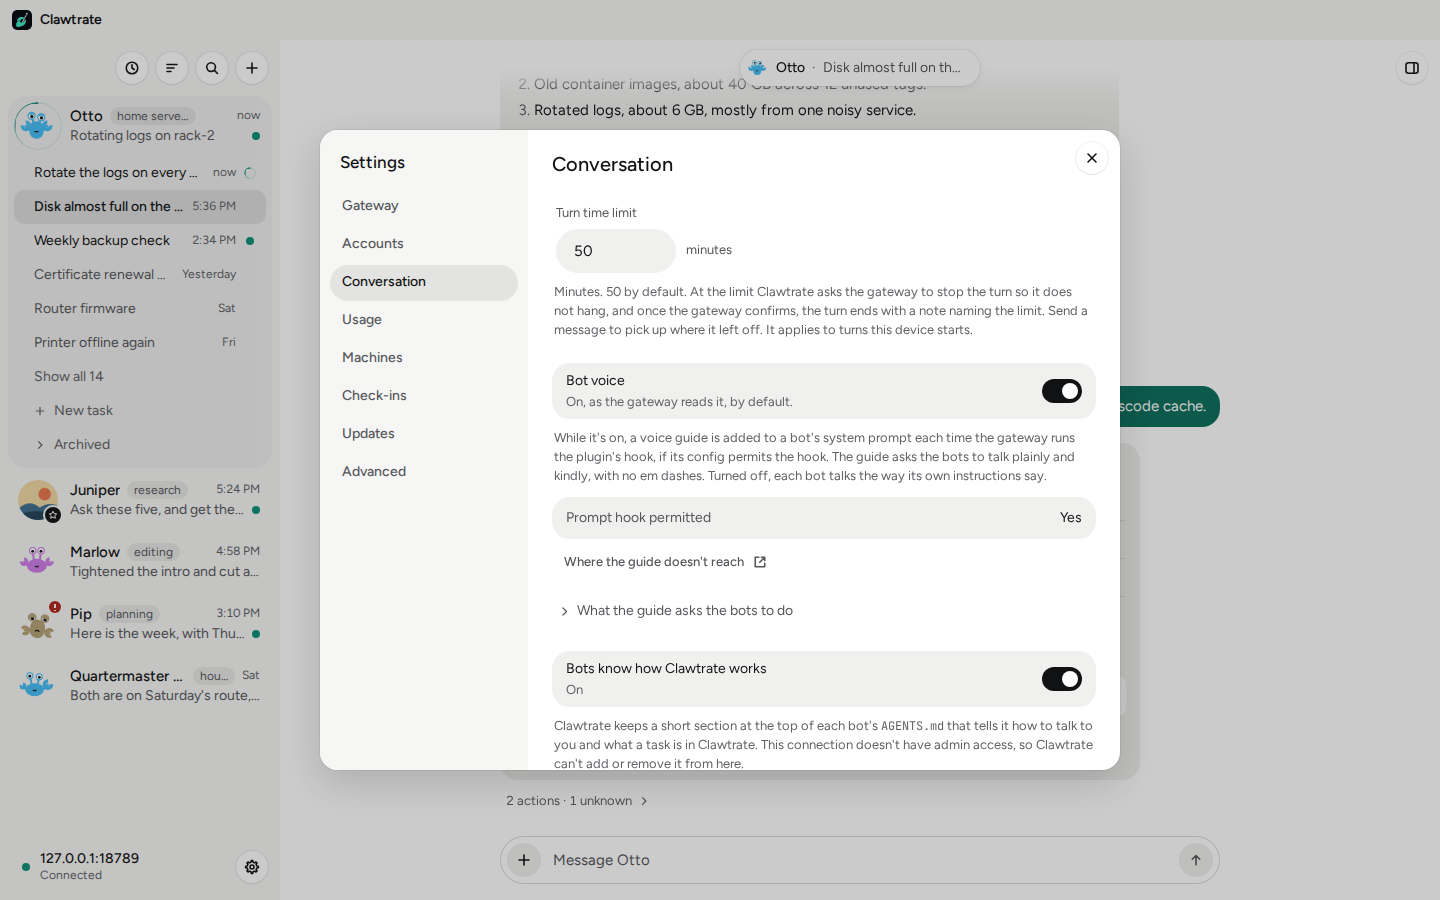 Clawtrate
Otto
home serve...
now
Rotating logs on rack-2
Rotate the logs on every ...
now
Disk almost full on the ...
5:36 PM
Weekly backup check
2:34 PM
Certificate renewal ...
Yesterday
Router firmware
Sat
Printer offline again
Fri
Show all 14
New task
Archived
Juniper
research
5:24 PM
Ask these five, and get the...
Marlow
editing
4:58 PM
Tightened the intro and cut a...
Pip
planning
3:10 PM
Here is the week, with Thu...
Quartermaster ...
hou...
Sat
Both are on Saturday's route,...
127.0.0.1:18789
Connected
Otto · Disk almost full on th...
2. Old container images, about 40 GB across 12 unused tags.
3. Rotated logs, about 6 GB, mostly from one noisy service.
Settings
Gateway
Accounts
Conversation
Usage
Machines
Check-ins
Updates
Advanced
Conversation
Turn time limit
50
minutes
Minutes. 50 by default. At the limit Clawtrate asks the gateway to stop the turn so it does
not hang, and once the gateway confirms, the turn ends with a note naming the limit. Send a
message to pick up where it left off. It applies to turns this device starts.
Bot voice
On, as the gateway reads it, by default.
While it's on, a voice guide is added to a bot's system prompt each time the gateway runs
the plugin's hook, if its config permits the hook. The guide asks the bots to talk plainly and
kindly, with no em dashes. Turned off, each bot talks the way its own instructions say.
Prompt hook permitted
Yes
Where the guide doesn't reach
What the guide asks the bots to do
Bots know how Clawtrate works
On
Clawtrate keeps a short section at the top of each bot's AGENTS.md that tells it how to talk to
you and what a task is in Clawtrate. This connection doesn't have admin access, so Clawtrate
can't add or remove it from here.
scode cache.
2 actions · 1 unknown
Message Otto